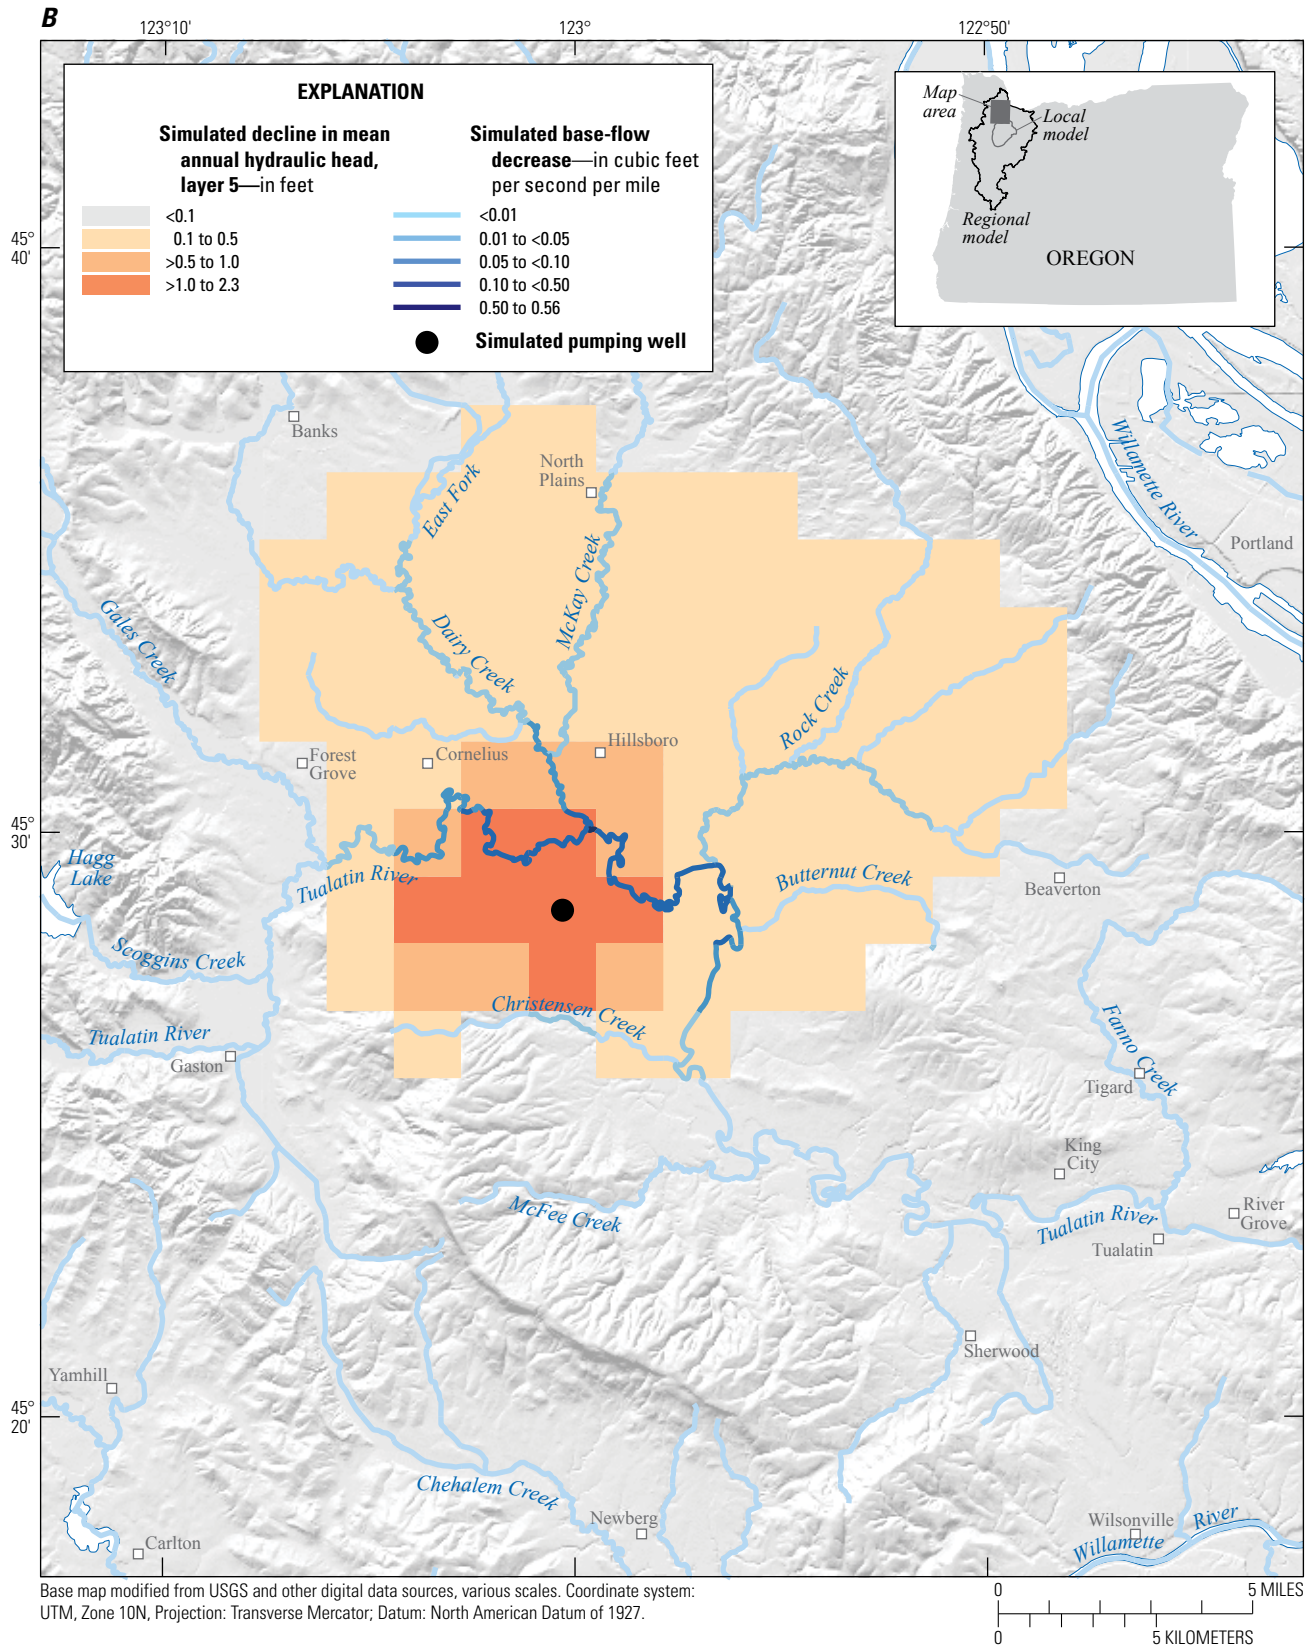 B
123°10'
123°
122°50'
EXPLANATION
Simulated decline in mean
annual hydraulic head,
layer 5—in feet
<0.1
0.1 to 0.5
>0.5 to 1.0
>1.0 to 2.3
Simulated base-flow
decrease—in cubic feet
per second per mile
<0.01
0.01 to <0.05
0.05 to <0.10
0.10 to <0.50
0.50 to 0.56
Simulated pumping well
Map
area
Local
model
Regional
model
OREGON
45°
40'
Banks
North
Plains
East Fork
McKay Creek
Willamette River
Portland
Gales Creek
Dairy Creek
Rock Creek
Hillsboro
Forest
Grove
Cornelius
45°
30'
Hagg
Lake
Tualatin River
Butternut Creek
Beaverton
Scoggins Creek
Christensen Creek
Tualatin River
Gaston
Fanno Creek
Tigard
King
City
McFee Creek
Tualatin River
River
Grove
Tualatin
Sherwood
Yamhill
45°
20'
Chehalem Creek
Newberg
Wilsonville
Willamette River
Carlton
Base map modified from USGS and other digital data sources, various scales. Coordinate system:
UTM, Zone 10N, Projection: Transverse Mercator; Datum: North American Datum of 1927.
0
5 MILES
0
5 KILOMETERS